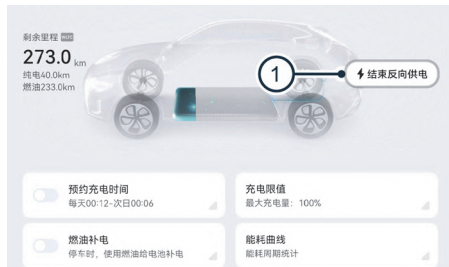 剩余里程
273.0 km
纯电40.0km
燃油233.0km
1
结束反向供电
预约充电时间
每天00:12-次日00:06
充电限值
最大充电量：100%
燃油补电
停车时，使用燃油给电池补电
能耗曲线
能耗周期统计